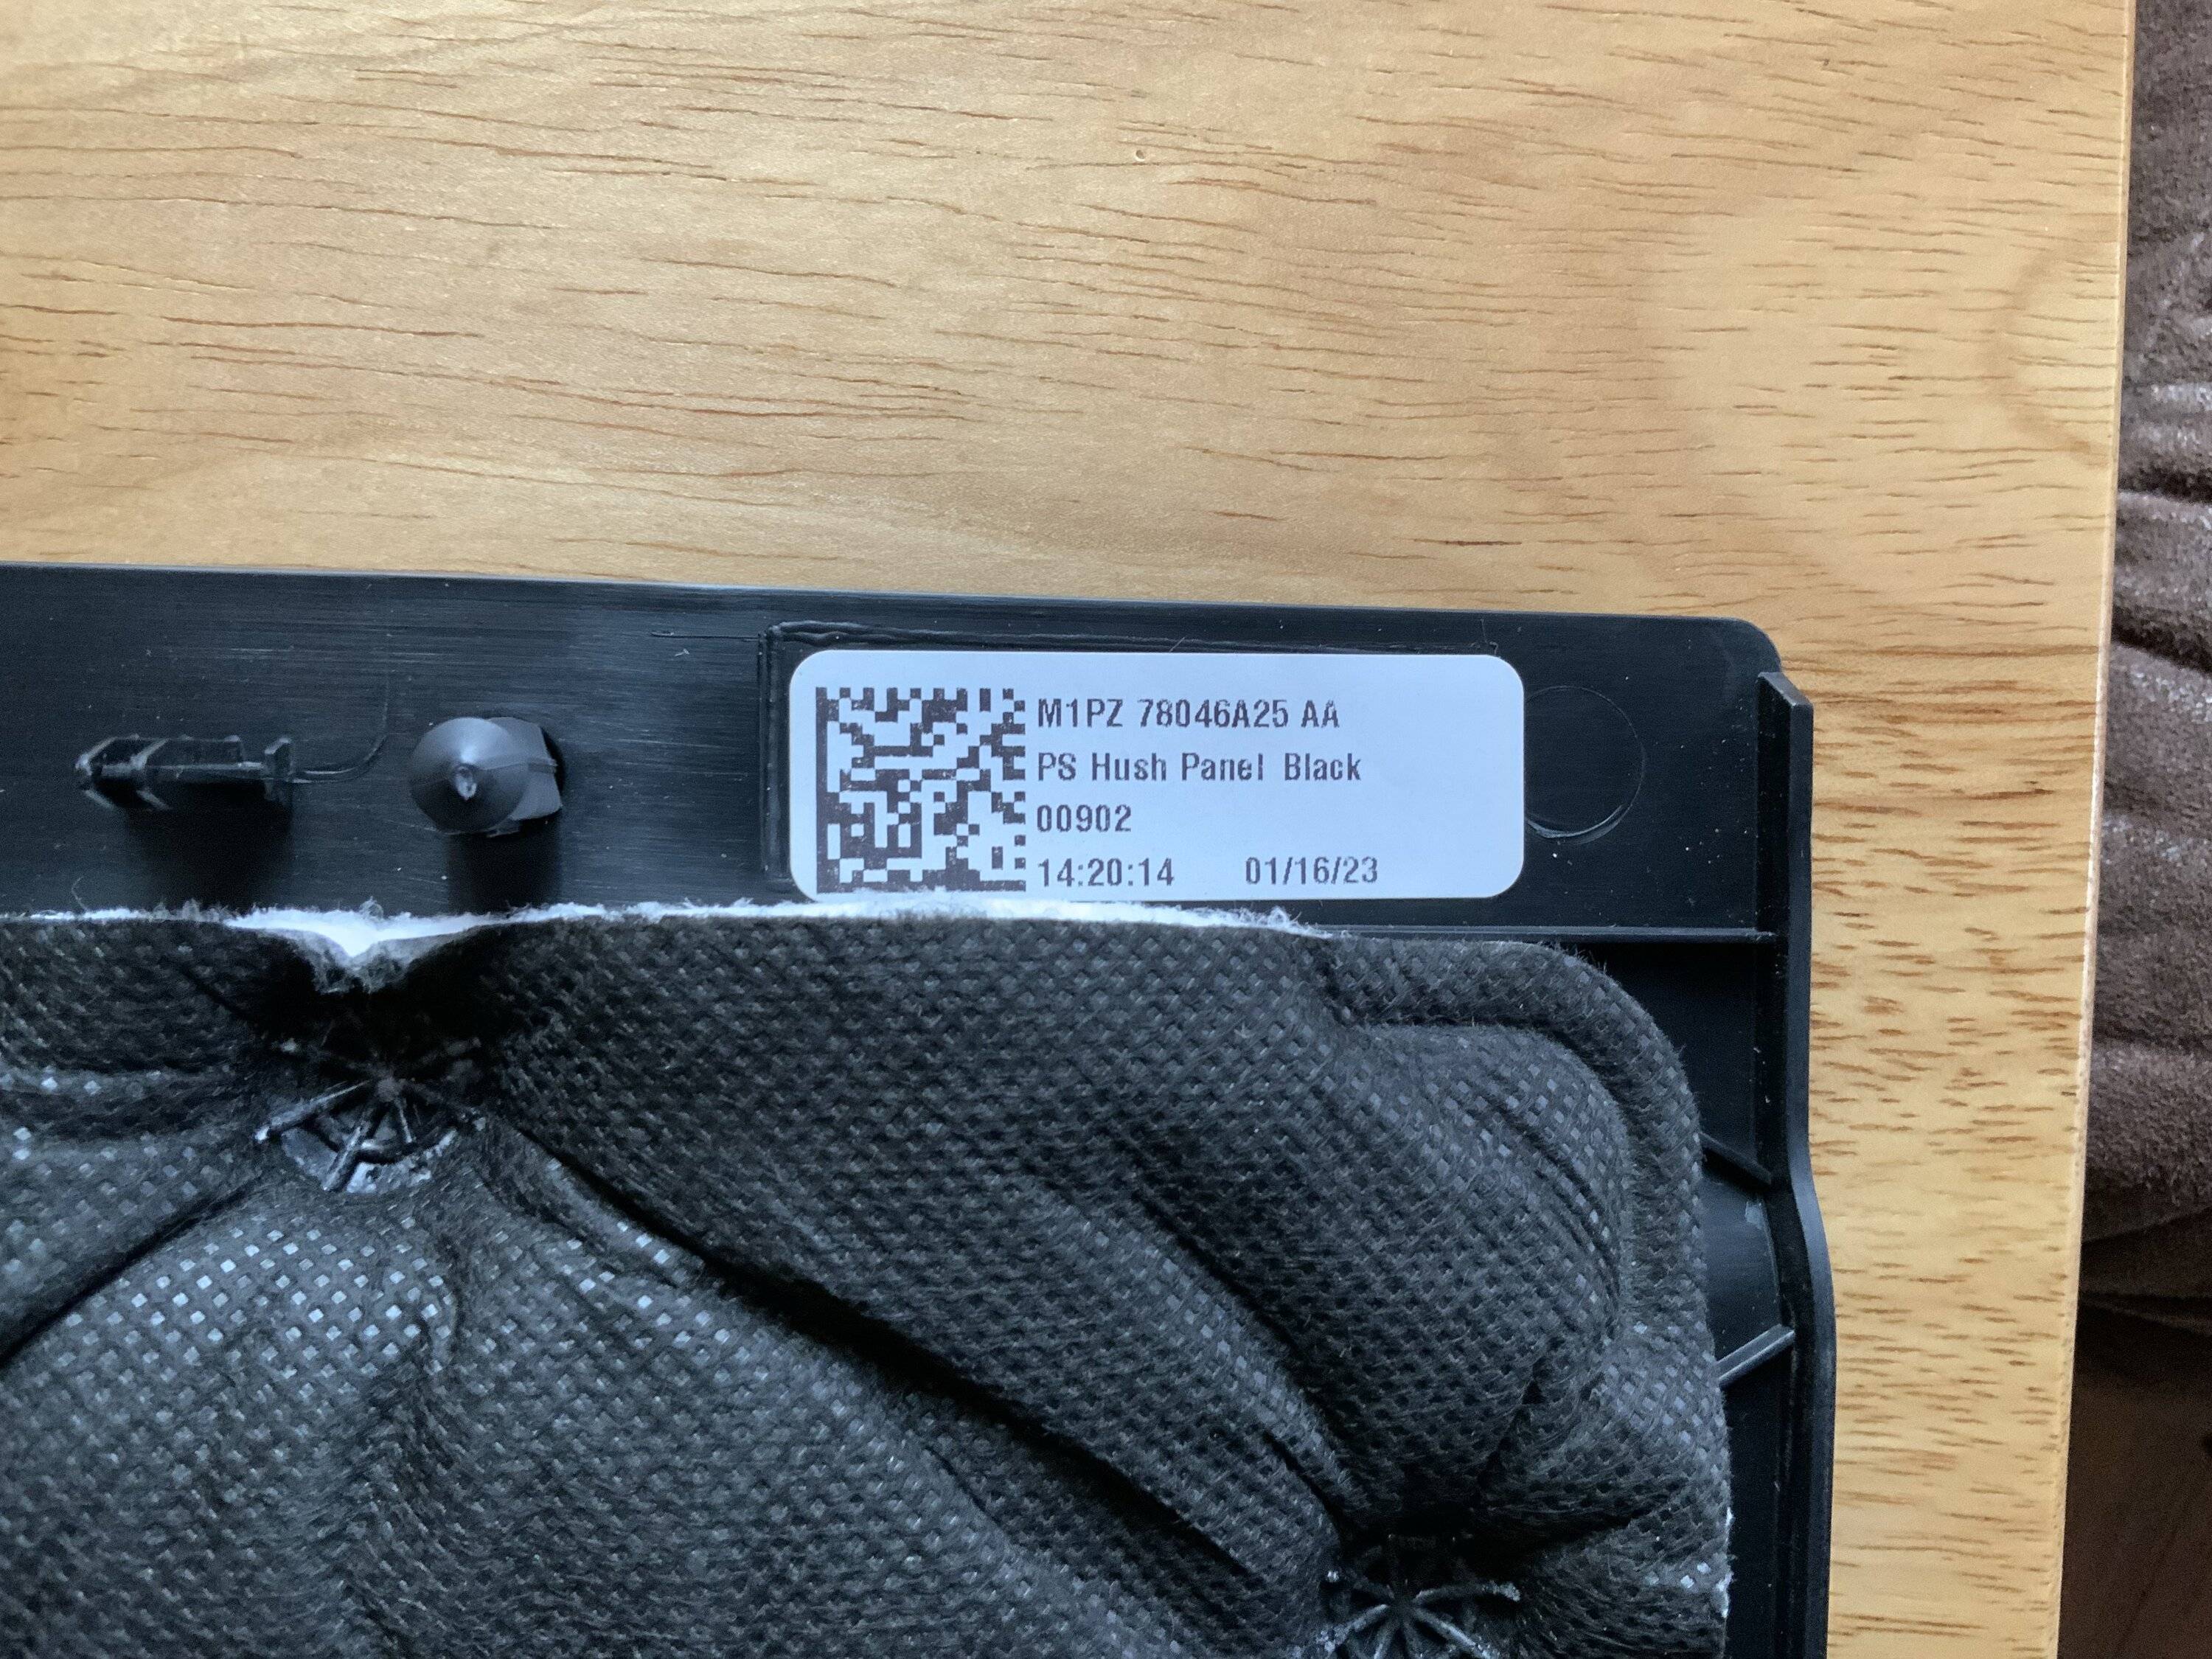 M1PZ 78046A25 AA
PS Hush Panel Black
00902
14:20:14 01/16/23